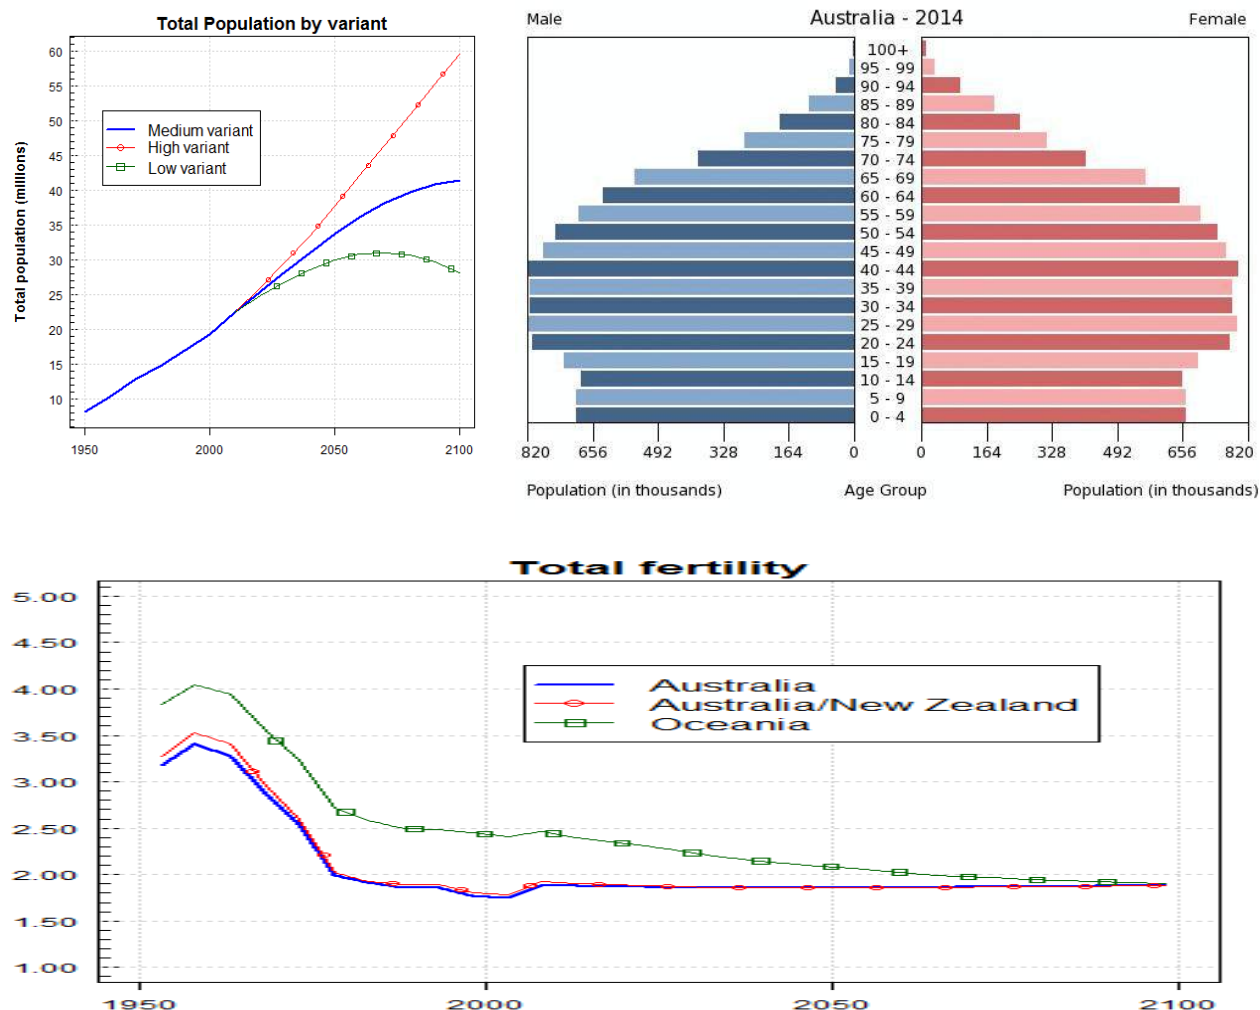 Total Population by variant
Total population (millions)
60
55
50
45
40
35
30
25
20
15
10
Medium variant
High variant
Low variant
1950 2000 2050 2100
Male Australia - 2014 Female
100+
95 - 99
90 - 94
85 - 89
80 - 84
75 - 79
70 - 74
65 - 69
60 - 64
55 - 59
50 - 54
45 - 49
40 - 44
35 - 39
30 - 34
25 - 29
20 - 24
15 - 19
10 - 14
5 - 9
0 - 4
820 656 492 328 164 0 0 164 328 492 656 820
Population (in thousands) Age Group Population (in thousands)
Total fertility
5.00
4.50
4.00
3.50
3.00
2.50
2.00
1.50
1.00
Australia
Australia/New Zealand
Oceania
1950 2000 2050 2100